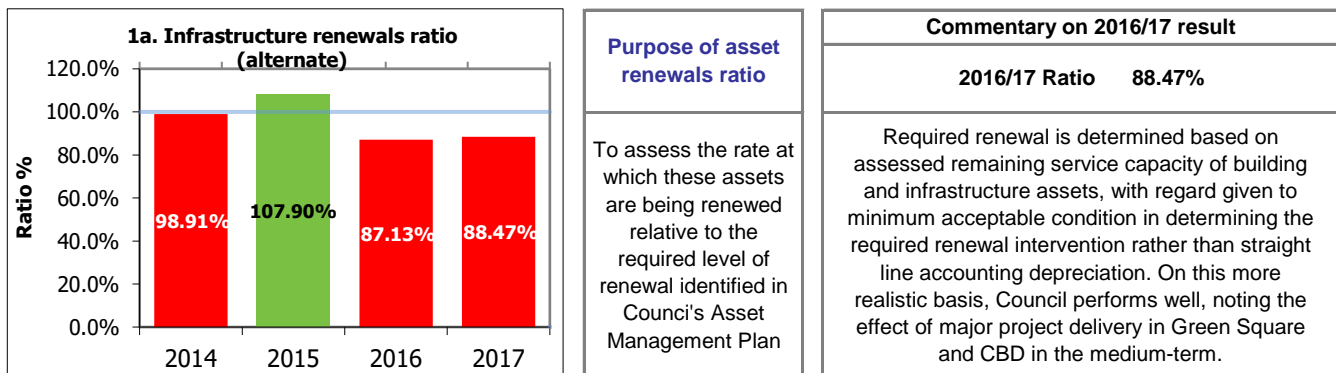 1a. Infrastructure renewals ratio
(alternate)
120.0%
100.0%
80.0%
60.0%
40.0%
20.0%
0.0%
Ratio %
98.91%
107.90%
87.13%
88.47%
2014
2015
2016
2017
Purpose of asset
renewals ratio
To assess the rate at
which these assets
are being renewed
relative to the
required level of
renewal identified in
Counci's Asset
Management Plan
Commentary on 2016/17 result
2016/17 Ratio 88.47%
Required renewal is determined based on
assessed remaining service capacity of building
and infrastructure assets, with regard given to
minimum acceptable condition in determining the
required renewal intervention rather than straight
line accounting depreciation. On this more
realistic basis, Council performs well, noting the
effect of major project delivery in Green Square
and CBD in the medium-term.